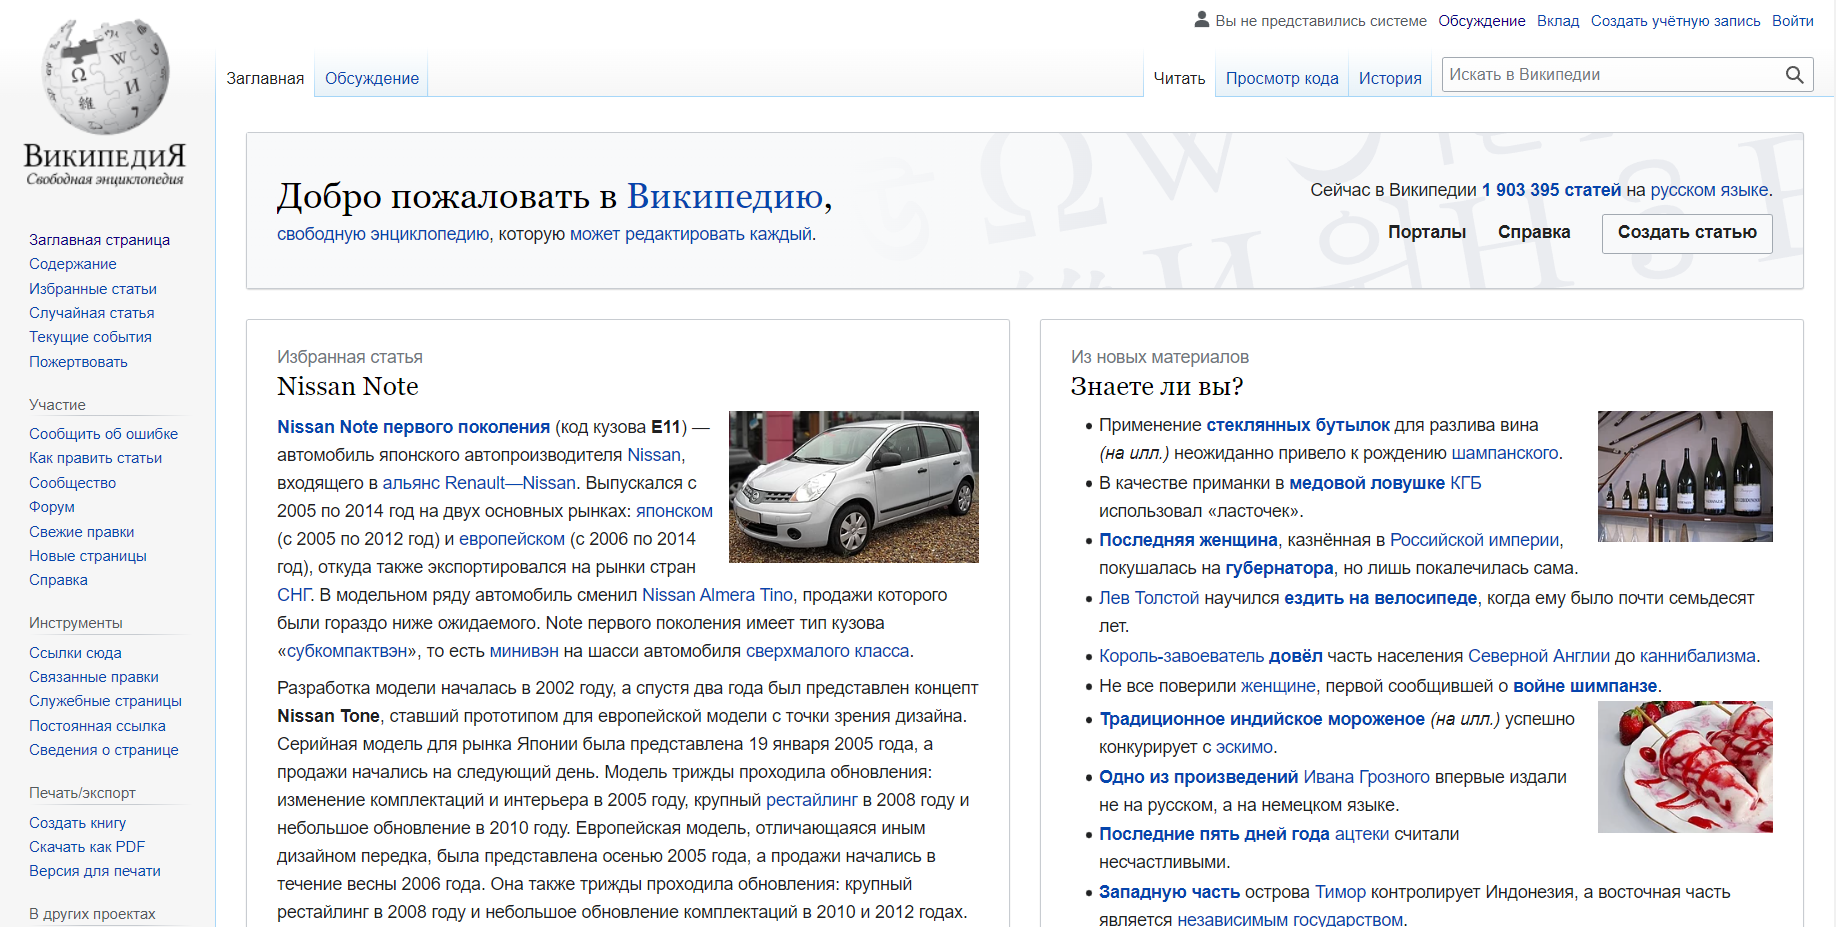 Вы не представились системе Обсуждение Вклад Создать учётную запись Войти
ВикипедиЯ
Свободная энциклопедия
Заглавная Обсуждение Читать Просмотр кода История Искать в Википедии
Заглавная страница
Содержание
Избранные статьи
Случайная статья
Текущие события
Пожертвовать
Участие
Сообщить об ошибке
Как править статьи
Сообщество
Форум
Свежие правки
Новые страницы
Справка
Инструменты
Ссылки сюда
Связанные правки
Служебные страницы
Постоянная ссылка
Сведения о странице
Печать/экспорт
Создать книгу
Скачать как PDF
Версия для печати
В других проектах
Добро пожаловать в Википедию,
свободную энциклопедию, которую может редактировать каждый.
Сейчас в Википедии 1 903 395 статей на русском языке.
Порталы Справка Создать статью
Избранная статья
Nissan Note
Nissan Note первого поколения (код кузова E11) —
автомобиль японского автопроизводителя Nissan,
входящего в альянс Renault—Nissan. Выпускался с
2005 по 2014 год на двух основных рынках: японском
(с 2005 по 2012 год) и европейском (с 2006 по 2014
год), откуда также экспортировался на рынки стран
СНГ. В модельном ряду автомобиль сменил Nissan Almera Tino, продажи которого
были гораздо ниже ожидаемого. Note первого поколения имеет тип кузова
«субкомпактвэн», то есть минивэн на шасси автомобиля сверхмалого класса.
Разработка модели началась в 2002 году, а спустя два года был представлен концепт
Nissan Tone, ставший прототипом для европейской модели с точки зрения дизайна.
Серийная модель для рынка Японии была представлена 19 января 2005 года, а
продажи начались на следующий день. Модель трижды проходила обновления:
изменение комплектаций и интерьера в 2005 году, крупный рестайлинг в 2008 году и
небольшое обновление в 2010 году. Европейская модель, отличающаяся иным
дизайном передка, была представлена осенью 2005 года, а продажи начались в
течение весны 2006 года. Она также трижды проходила обновления: крупный
рестайлинг в 2008 году и небольшое обновление комплектаций в 2010 и 2012 годах.
Из новых материалов
Знаете ли вы?
Применение стеклянных бутылок для разлива вина
(на илл.) неожиданно привело к рождению шампанского.
В качестве приманки в медовой ловушке КГБ
использовал «ласточек».
Последняя женщина, казнённая в Российской империи,
покушалась на губернатора, но лишь покалечилась сама.
Лев Толстой научился ездить на велосипеде, когда ему было почти семьдесят
лет.
Король-завоеватель довёл часть населения Северной Англии до каннибализма.
Не все поверили женщине, первой сообщившей о войне шимпанзе.
Традиционное индийское мороженое (на илл.) успешно
конкурирует с эскимо.
Одно из произведений Ивана Грозного впервые издали
не на русском, а на немецком языке.
Последние пять дней года ацтеки считали
несчастливыми.
Западную часть острова Тимор контролирует Индонезия, а восточная часть
является независимым государством.